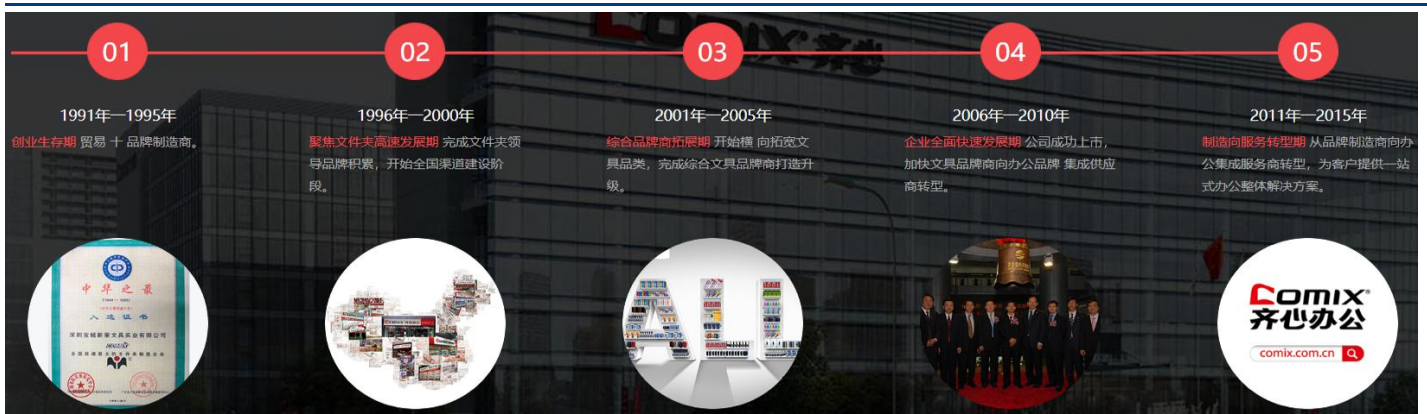 COMIX 齐心
01
1991年—1995年
创业生存期 贸易 十 品牌制造商。
02
1996年—2000年
聚焦文件夹高速发展期 完成文件夹领
导品牌积累，开始全国渠道建设阶
段。
03
2001年—2005年
综合品牌商拓展期 开始横 向拓宽文
具品类，完成综合文具品牌商打造升
级。
04
2006年—2010年
企业全面快速发展期 公司成功上市，
加快文具品牌商向办公品牌 集成供应
商转型。
05
2011年—2015年
制造向服务转型期 从品牌制造商向办
公集成服务商转型，为客户提供一站
式办公整体解决方案。
中华之最
入选证书
COMIX
ALL
COMIX®
齐心办公
comix.com.cn